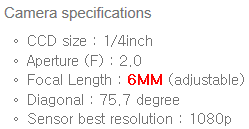 Camera specifications
◦ CCD size : 1/4inch
◦ Aperture (F) : 2.0
◦ Focal Length : 6MM (adjustable)
◦ Diagonal : 75.7 degree
◦ Sensor best resolution : 1080p